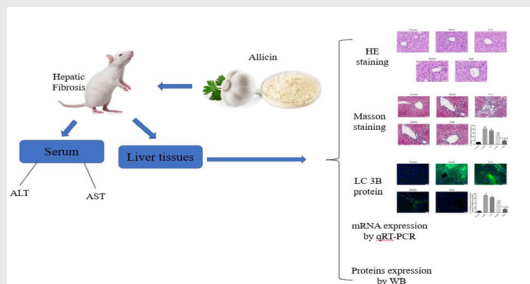 Hepatic
Fibrosis
Allicin
Serum
Liver tissues
ALT
AST
HE
staining
Masson
staining
LC 3B
protein
mRNA expression
by qRT-PCR
Proteins expression
by WB